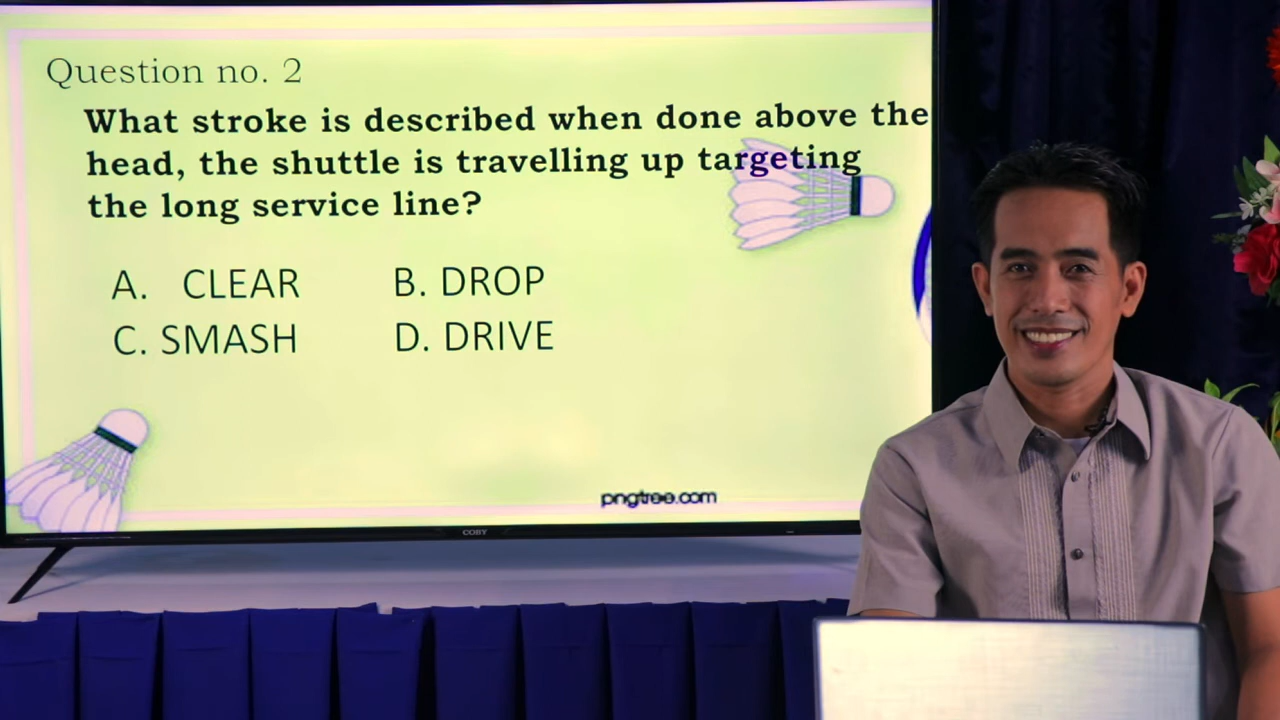 Question no. 2
What stroke is described when done above the
head, the shuttle is travelling up targeting
the long service line?
A. CLEAR B. DROP
C. SMASH D. DRIVE
pngtree.com
COBY